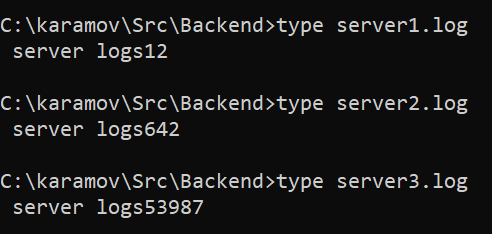 C:\karamov\Src\Backend>type server1.log
 server logs12
C:\karamov\Src\Backend>type server2.log
 server logs642
C:\karamov\Src\Backend>type server3.log
 server logs53987